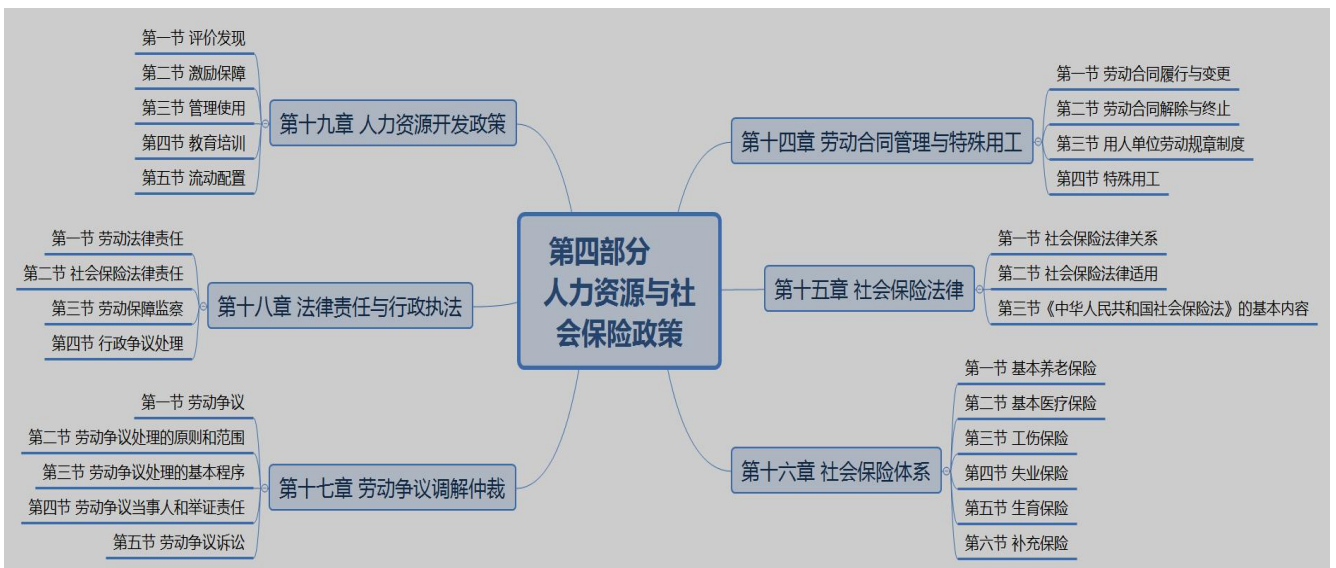 第四部分
人力资源与社
会保险政策
第十四章 劳动合同管理与特殊用工
第一节 劳动合同履行与变更
第二节 劳动合同解除与终止
第三节 用人单位劳动规章制度
第四节 特殊用工
第十五章 社会保险法律
第一节 社会保险法律关系
第二节 社会保险法律适用
第三节《中华人民共和国社会保险法》的基本内容
第十六章 社会保险体系
第一节 基本养老保险
第二节 基本医疗保险
第三节 工伤保险
第四节 失业保险
第五节 生育保险
第六节 补充保险
第十七章 劳动争议调解仲裁
第一节 劳动争议
第二节 劳动争议处理的原则和范围
第三节 劳动争议处理的基本程序
第四节 劳动争议当事人和举证责任
第五节 劳动争议诉讼
第十八章 法律责任与行政执法
第一节 劳动法律责任
第二节 社会保险法律责任
第三节 劳动保障监察
第四节 行政争议处理
第十九章 人力资源开发政策
第一节 评价发现
第二节 激励保障
第三节 管理使用
第四节 教育培训
第五节 流动配置